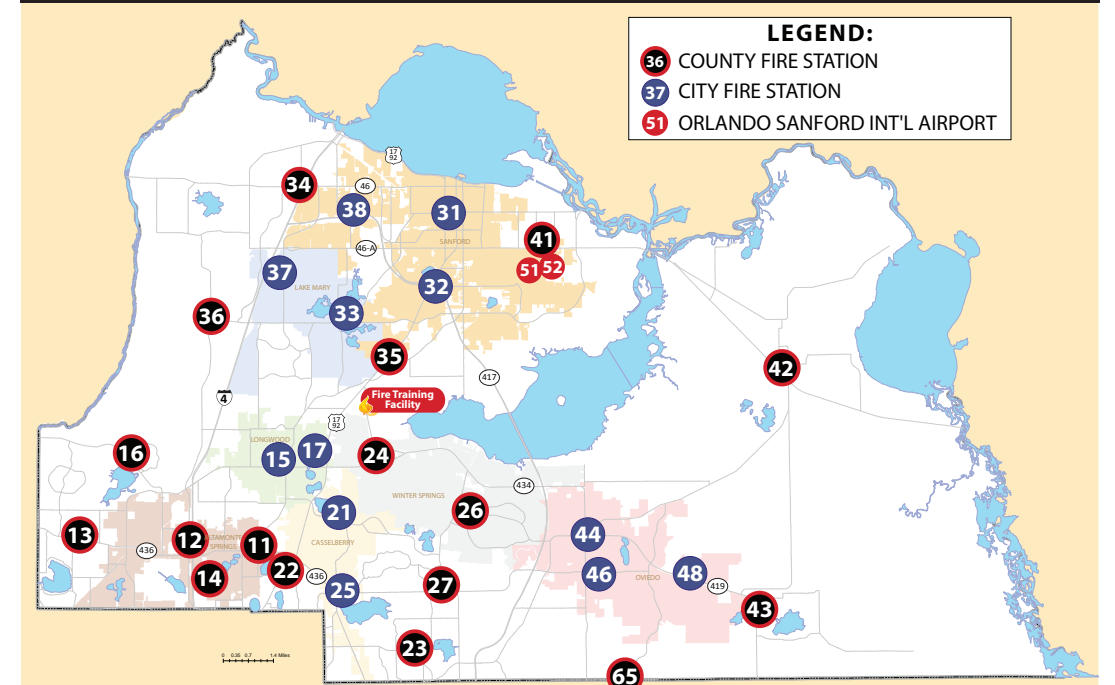 LEGEND:
36 COUNTY FIRE STATION
37 CITY FIRE STATION
51 ORLANDO SANFORD INT'L AIRPORT
17
92
34
46
38
31
41
SANFORD
46-A
51
52
37
LAKE MARY
32
33
36
35
42
417
4
Fire Training
Facility
17
92
LONGWOOD
16
15
17
24
434
WINTER SPRINGS
26
21
13
12
11
ALTAMONTE
SPRINGS
436
CASSELBERRY
44
14
22
436
25
27
46
OVIEDO
48
419
43
23
0 0.35 0.7 1.4 Miles
65